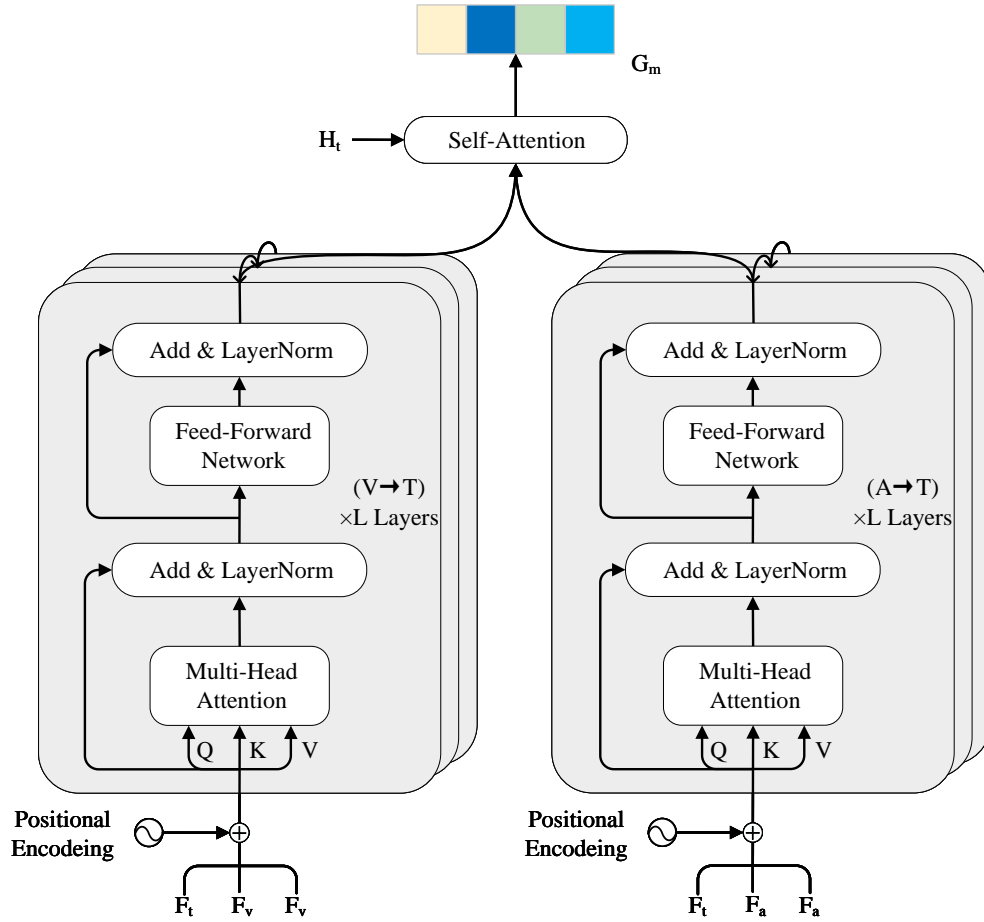 G_m
H_t
Self-Attention
Add & LayerNorm
Feed-Forward
Network
(V→T)
×L Layers
Add & LayerNorm
Multi-Head
Attention
Q K V
Positional
Encodeing
F_t F_v F_v
Add & LayerNorm
Feed-Forward
Network
(A→T)
×L Layers
Add & LayerNorm
Multi-Head
Attention
Q K V
Positional
Encodeing
F_t F_a F_a